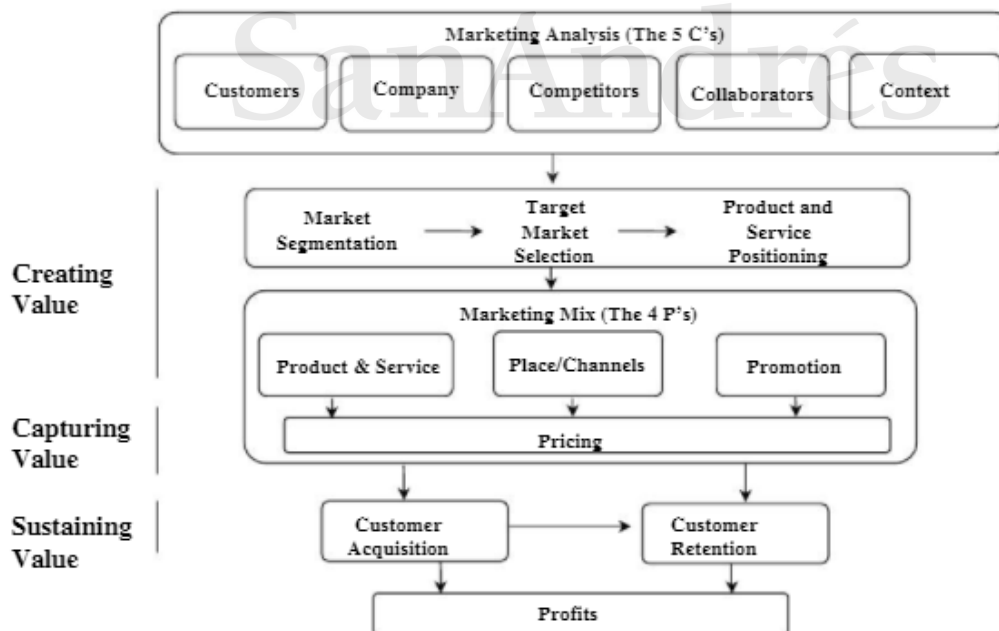 SanAndrés
Marketing Analysis (The 5 C's)
Customers
Company
Competitors
Collaborators
Context
Creating
Value
Market
Segmentation
Target
Market
Selection
Product and
Service
Positioning
Marketing Mix (The 4 P's)
Product & Service
Place/Channels
Promotion
Capturing
Value
Pricing
Sustaining
Value
Customer
Acquisition
Customer
Retention
Profits